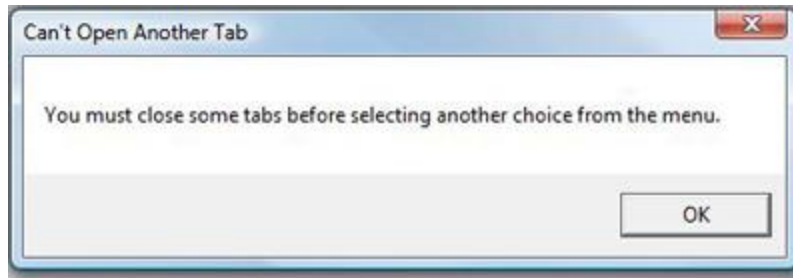 Can't Open Another Tab
You must close some tabs before selecting another choice from the menu.
OK